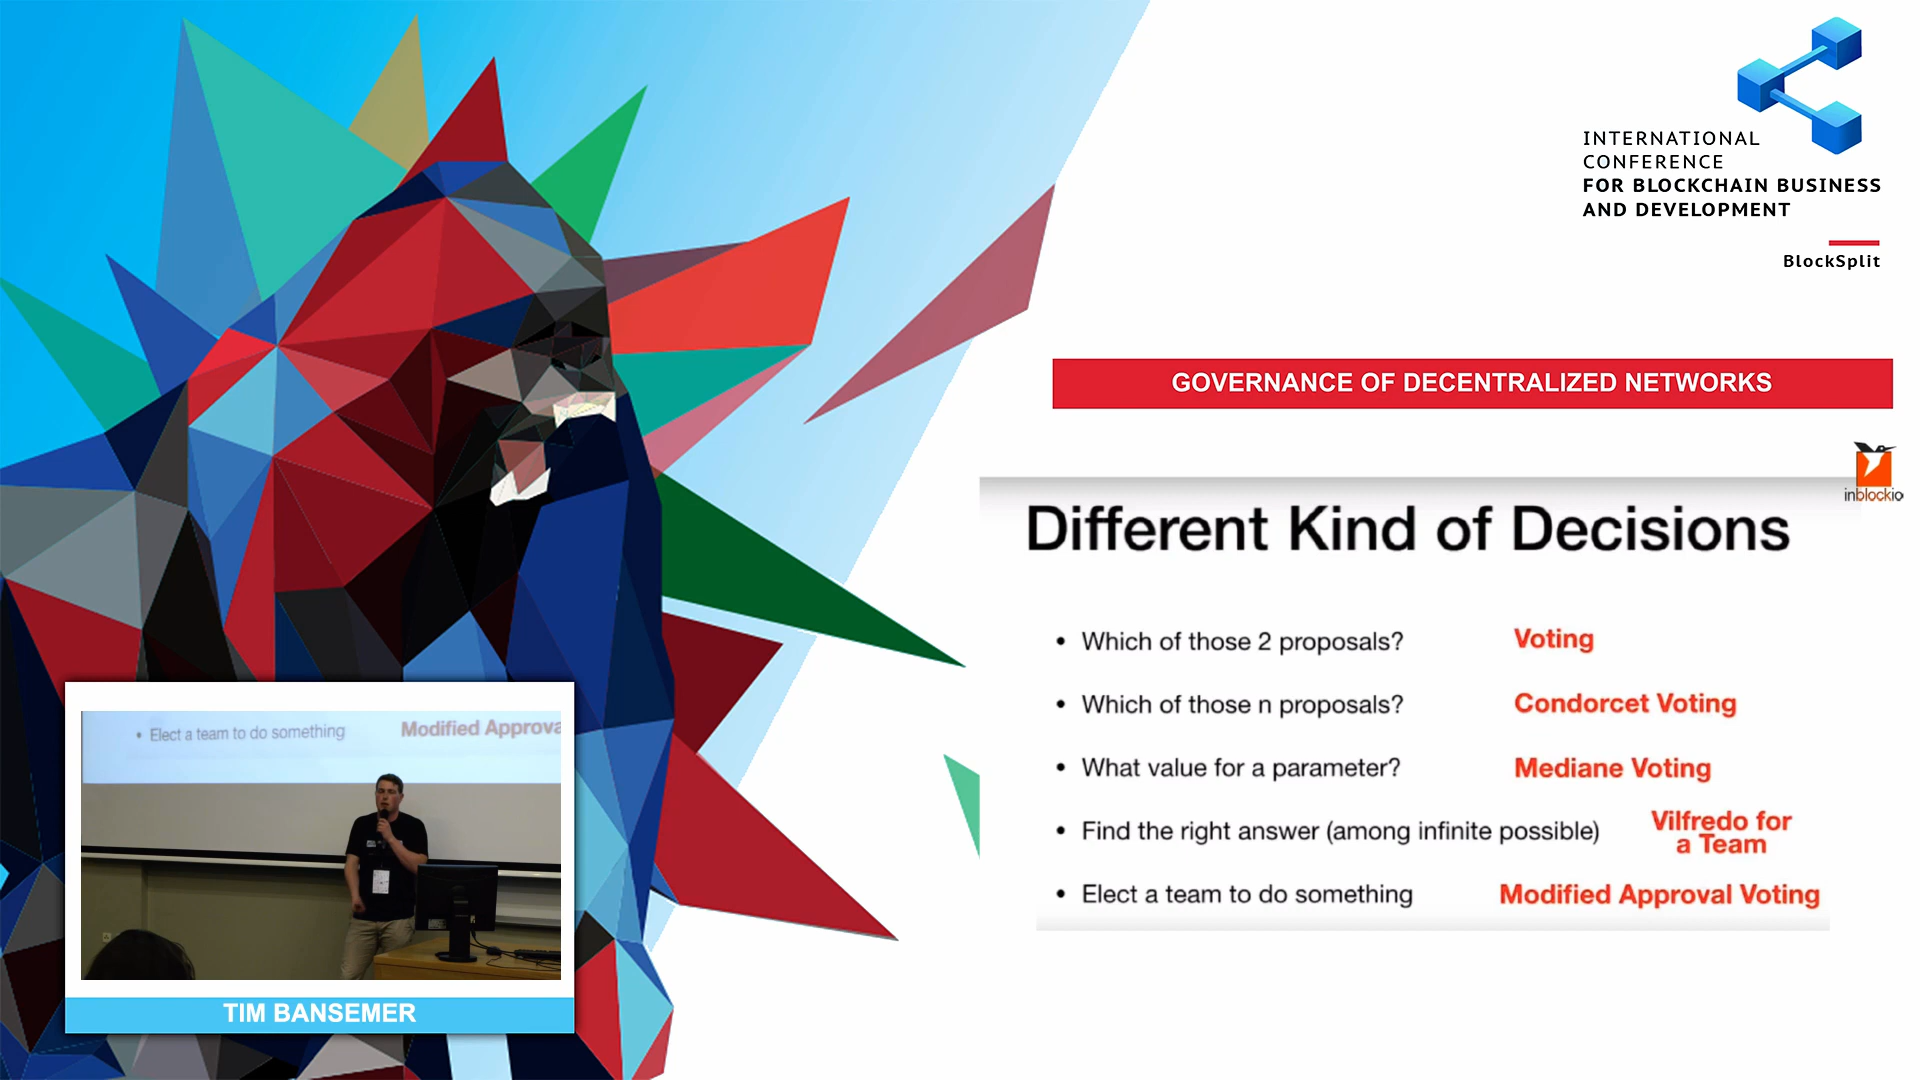 INTERNATIONAL
CONFERENCE
FOR BLOCKCHAIN BUSINESS
AND DEVELOPMENT
BlockSplit
GOVERNANCE OF DECENTRALIZED NETWORKS
inblockio
Different Kind of Decisions
• Which of those 2 proposals? Voting
• Which of those n proposals? Condorcet Voting
• What value for a parameter? Mediane Voting
• Find the right answer (among infinite possible) Vilfredo for
a Team
• Elect a team to do something Modified Approval Voting
• Elect a team to do something Modified Approva
TIM BANSEMER